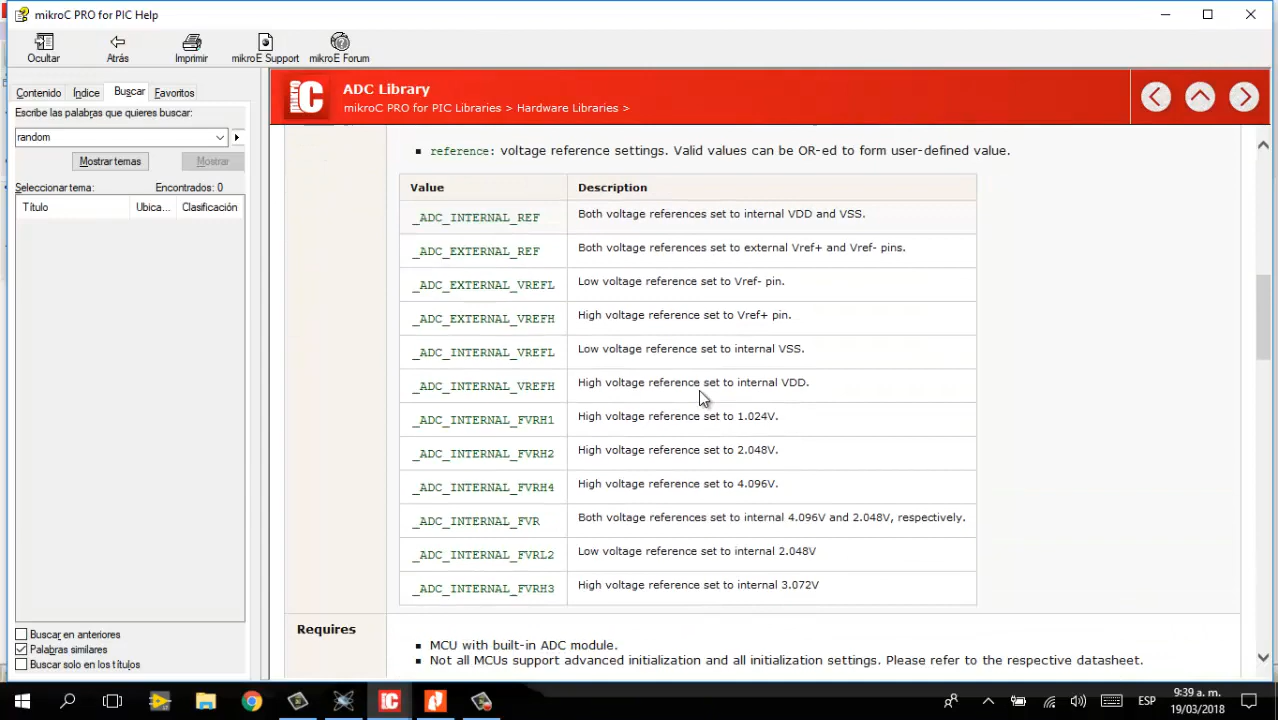 mikroC PRO for PIC Help
Ocultar
Atrás
Imprimir
mikroE Support
mikroE Forum
Contenido
Índice
Buscar
Favoritos
Escribe las palabras que quieres buscar:
random
Mostrar temas
Mostrar
Seleccionar tema:
Encontrados: 0
Título
Ubica...
Clasificación
Buscar en anteriores
Palabras similares
Buscar solo en los títulos
ADC Library
mikroC PRO for PIC Libraries > Hardware Libraries >
reference: voltage reference settings. Valid values can be OR-ed to form user-defined value.
Value Description
_ADC_INTERNAL_REF Both voltage references set to internal VDD and VSS.
_ADC_EXTERNAL_REF Both voltage references set to external Vref+ and Vref- pins.
_ADC_EXTERNAL_VREFL Low voltage reference set to Vref- pin.
_ADC_EXTERNAL_VREFH High voltage reference set to Vref+ pin.
_ADC_INTERNAL_VREFL Low voltage reference set to internal VSS.
_ADC_INTERNAL_VREFH High voltage reference set to internal VDD.
_ADC_INTERNAL_FVRH1 High voltage reference set to 1.024V.
_ADC_INTERNAL_FVRH2 High voltage reference set to 2.048V.
_ADC_INTERNAL_FVRH4 High voltage reference set to 4.096V.
_ADC_INTERNAL_FVR Both voltage references set to internal 4.096V and 2.048V, respectively.
_ADC_INTERNAL_FVRL2 Low voltage reference set to internal 2.048V
_ADC_INTERNAL_FVRH3 High voltage reference set to internal 3.072V
Requires
MCU with built-in ADC module.
Not all MCUs support advanced initialization and all initialization settings. Please refer to the respective datasheet.
ESP
9:39 a. m.
19/03/2018